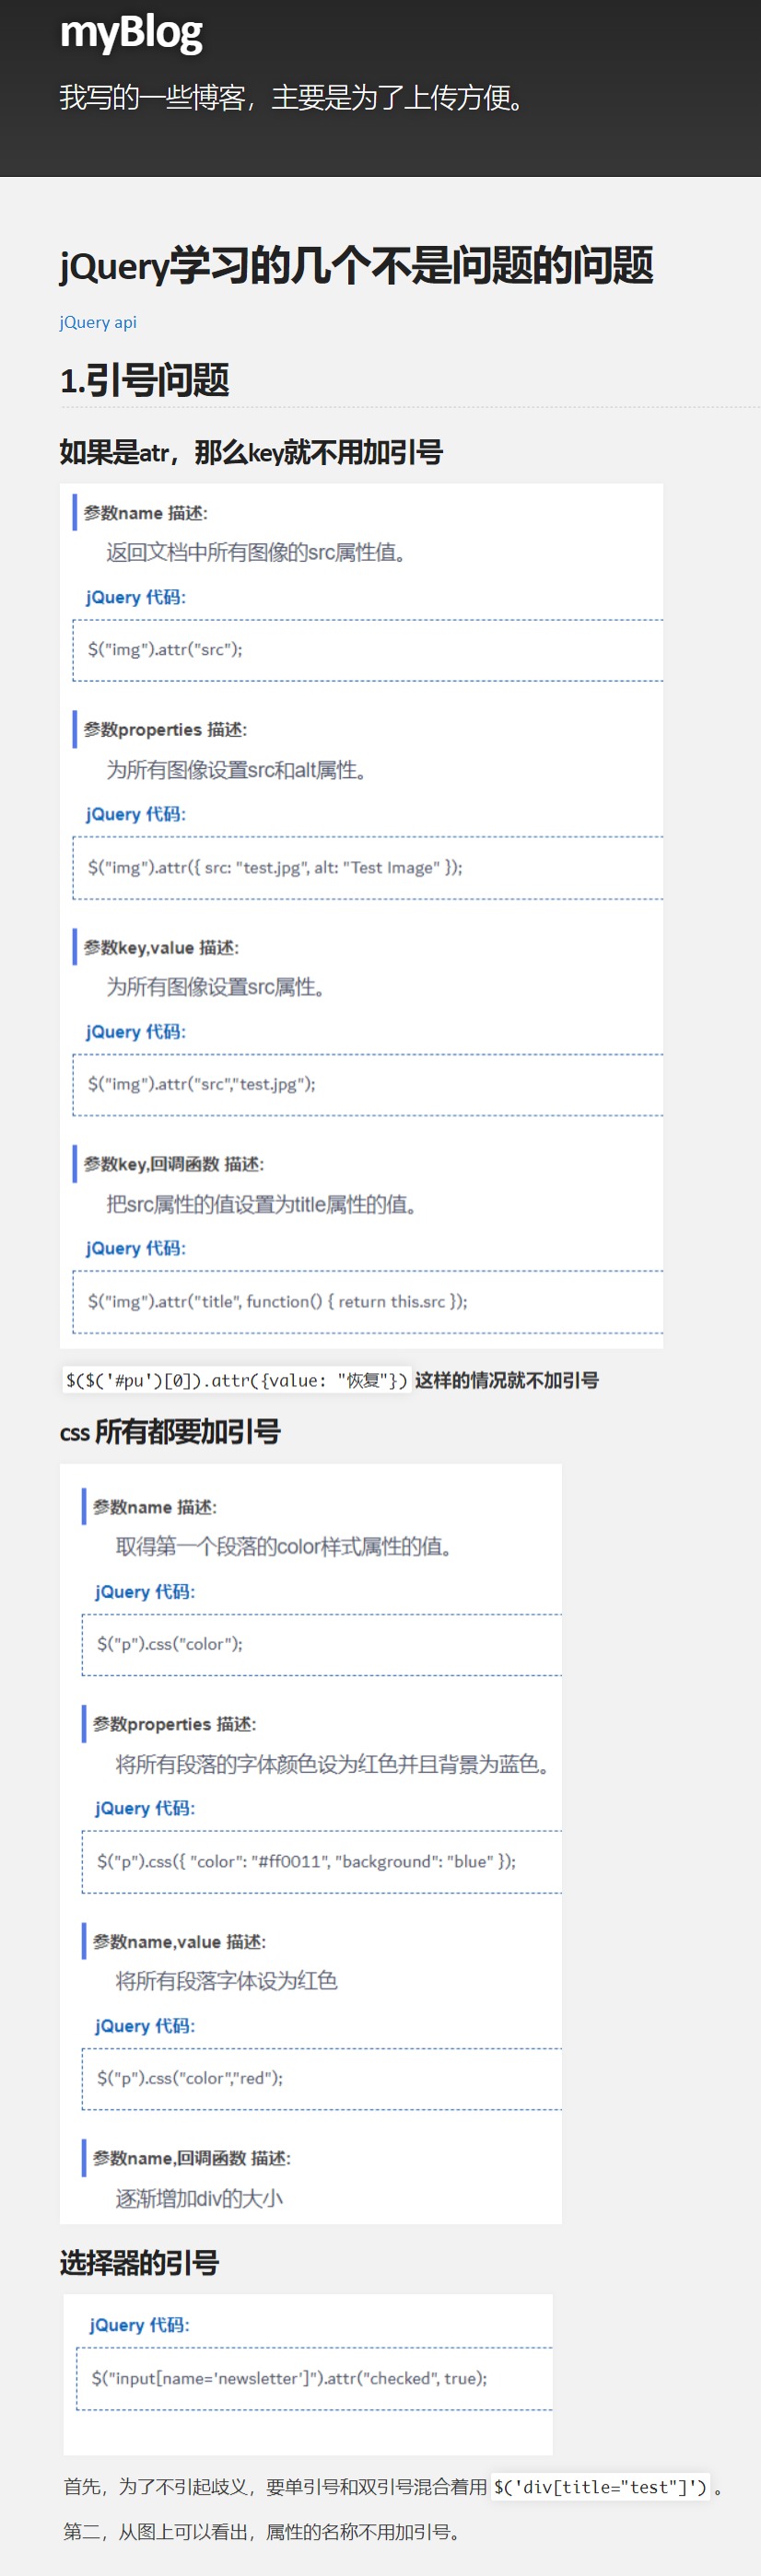 myBlog
我写的一些博客，主要是为了上传方便。
jQuery学习的几个不是问题的问题
jQuery api
1.引号问题
如果是atr，那么key就不用加引号
参数name 描述:
返回文档中所有图像的src属性值。
jQuery 代码:
$("img").attr("src");
参数properties 描述:
为所有图像设置src和alt属性。
jQuery 代码:
$("img").attr({ src: "test.jpg", alt: "Test Image" });
参数key,value 描述:
为所有图像设置src属性。
jQuery 代码:
$("img").attr("src","test.jpg");
参数key,回调函数 描述:
把src属性的值设置为title属性的值。
jQuery 代码:
$("img").attr("title", function() { return this.src });
$($('#pu')[0]).attr({value: "恢复"}) 这样的情况就不加引号
css 所有都要加引号
参数name 描述:
取得第一个段落的color样式属性的值。
jQuery 代码:
$("p").css("color");
参数properties 描述:
将所有段落的字体颜色设为红色并且背景为蓝色。
jQuery 代码:
$("p").css({ "color": "#ff0011", "background": "blue" });
参数name,value 描述:
将所有段落字体设为红色
jQuery 代码:
$("p").css("color","red");
参数name,回调函数 描述:
逐渐增加div的大小
选择器的引号
jQuery 代码:
$("input[name='newsletter']").attr("checked", true);
首先，为了不引起歧义，要单引号和双引号混合着用 $('div[title="test"]') 。
第二，从图上可以看出，属性的名称不用加引号。